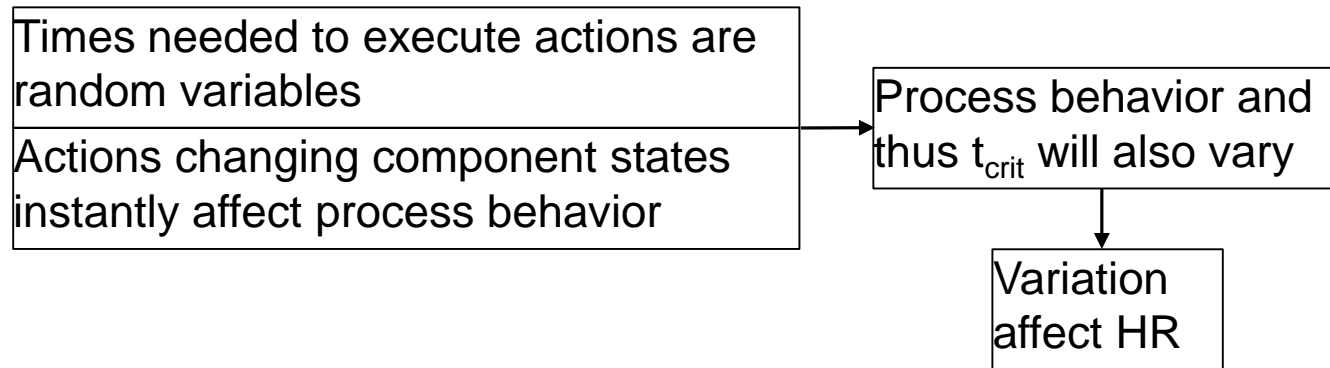 Times needed to execute actions are
random variables
Actions changing component states
instantly affect process behavior
Process behavior and
thus t_crit will also vary
Variation
affect HR